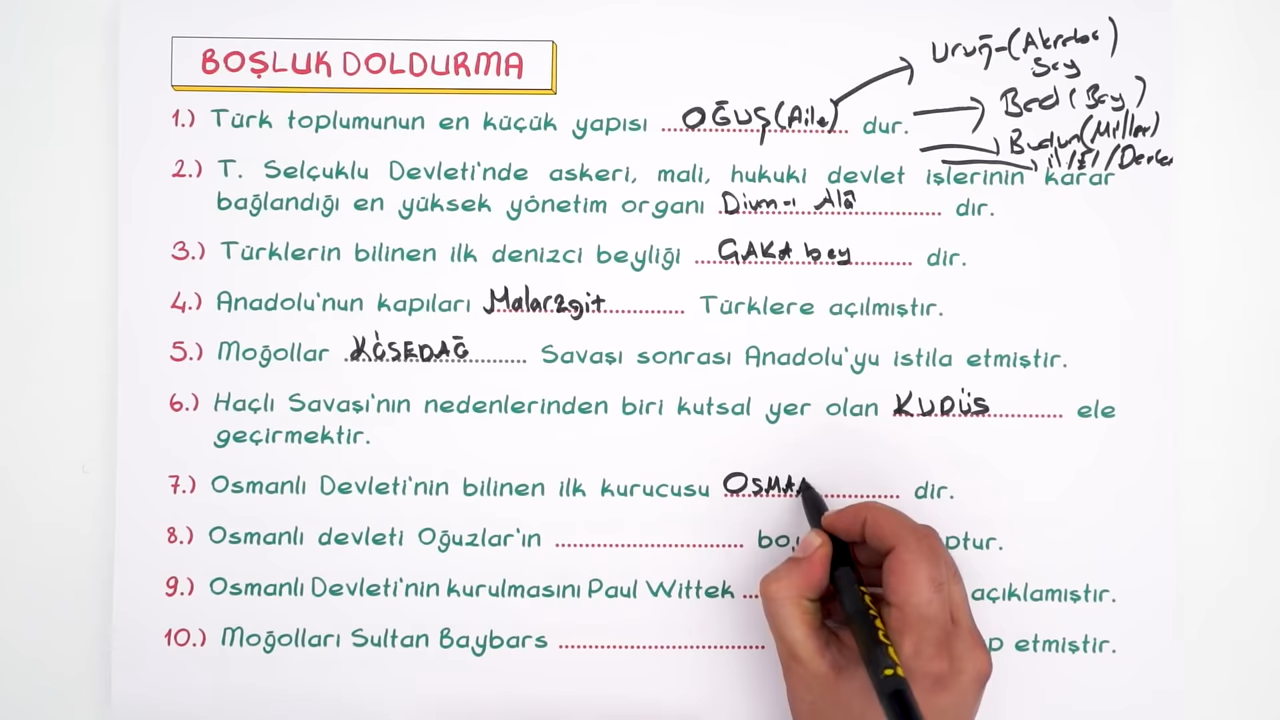 BOŞLUK DOLDURMA
Uruğ-(Akraba)
Soy
1.) Türk toplumunun en küçük yapısı OĞUŞ(Aile) dur.
Bod (Boy)
Budun(Millet)
il/El/Devlet
2.) T. Selçuklu Devleti'nde askeri, mali, hukuki devlet işlerinin karar
bağlandığı en yüksek yönetim organı Divan-ı Alâ dır.
3.) Türklerin bilinen ilk denizci beyliği ÇAKA bey dir.
4.) Anadolu'nun kapıları Malazgit Türklere açılmıştır.
5.) Moğollar KÖSEDAĞ Savaşı sonrası Anadolu'yu istila etmiştir.
6.) Haçlı Savaşı'nın nedenlerinden biri kutsal yer olan KUDÜS ele
geçirmektir.
7.) Osmanlı Devleti'nin bilinen ilk kurucusu OSMA dir.
8.) Osmanlı devleti Oğuzlar'ın
9.) Osmanlı Devleti'nin kurulmasını Paul Wittek açıklamıştır.
10.) Moğolları Sultan Baybars etmiştir.